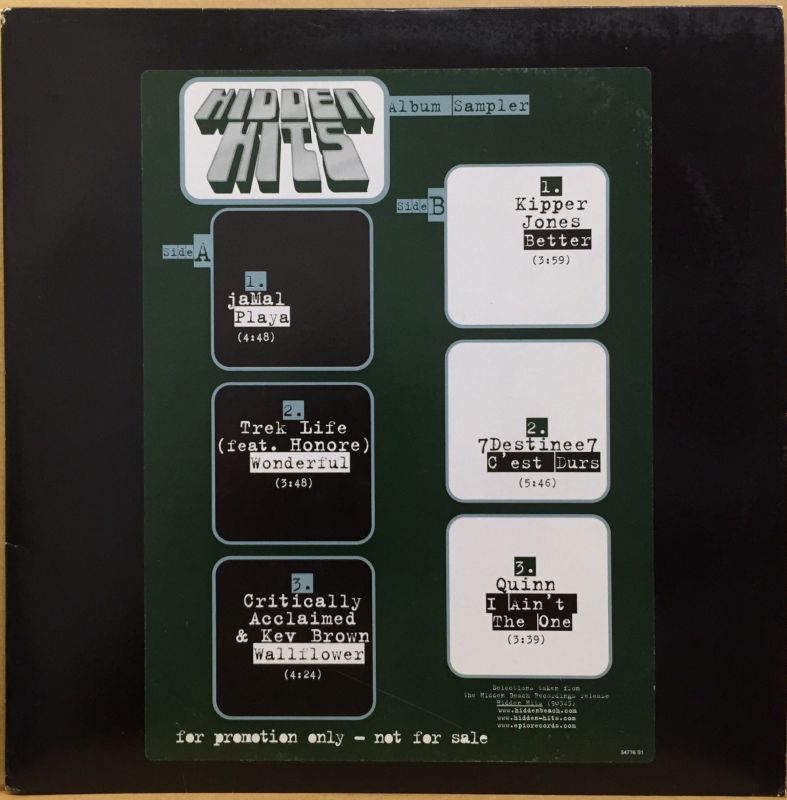 HIDDEN
HITS
Album Sampler
Side A
1.
jaMal
Playa
(4:48)
2.
Trek Life
(feat. Honore)
Wonderful
(3:48)
3.
Critically
Acclaimed
& Kev Brown
Wallflower
(4:24)
Side B
1.
Kipper
Jones
Better
(3:59)
2.
7Destinee7
C'est Durs
(5:46)
3.
Quinn
I Ain't
The One
(3:39)
Selections taken from
the Hidden Beach Recordings release
Hidden Hits (90345)
www.hiddenbeach.com
www.hidden-hits.com
www.epicrecords.com
for promotion only - not for sale
54776 S1